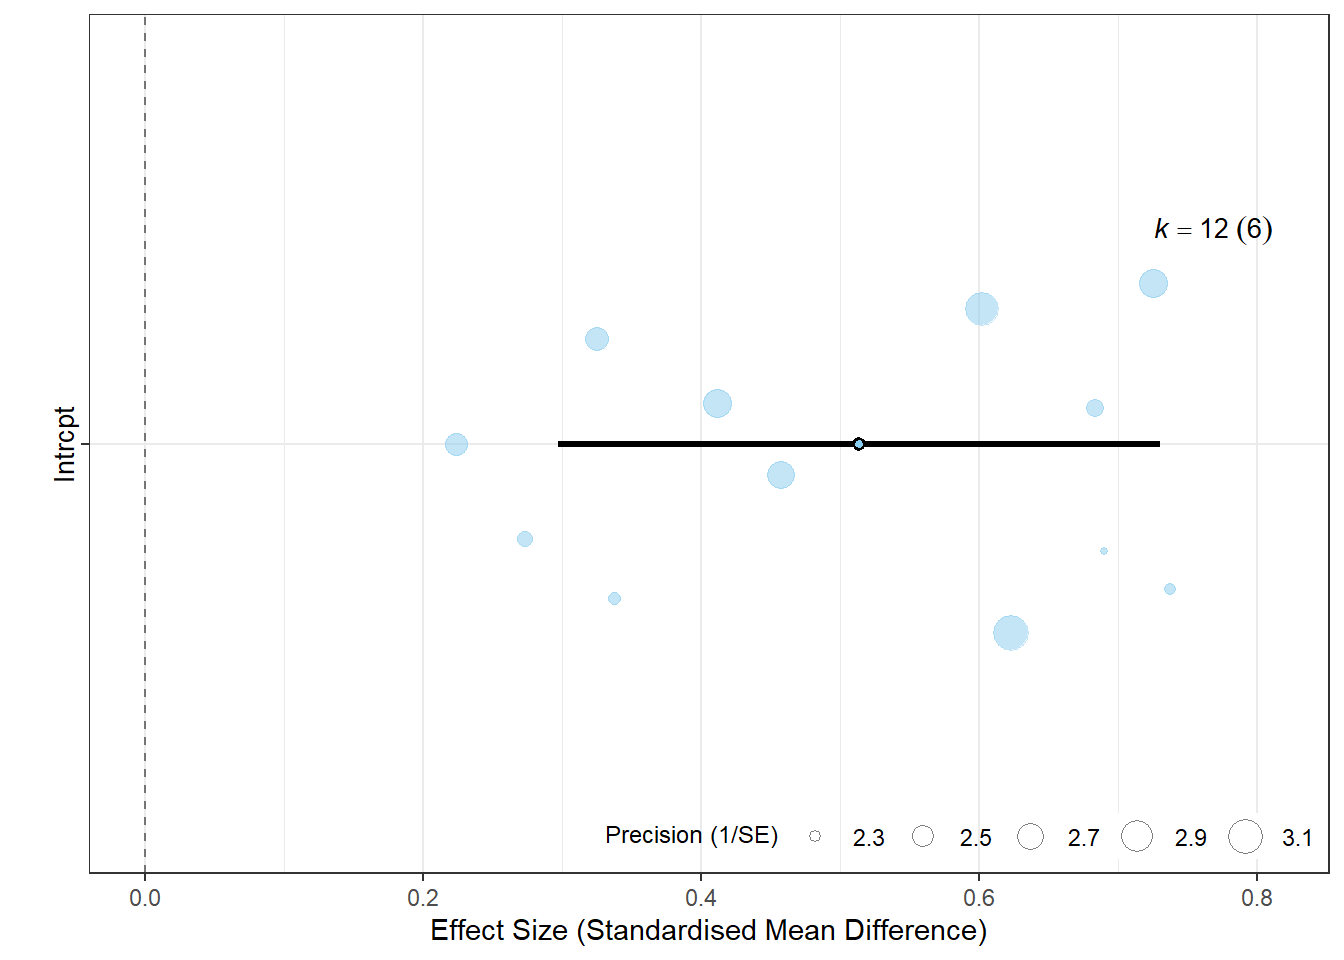 k = 12 (6)
Intrcpt
Precision (1/SE) 2.3 2.5 2.7 2.9 3.1
0.0 0.2 0.4 0.6 0.8
Effect Size (Standardised Mean Difference)